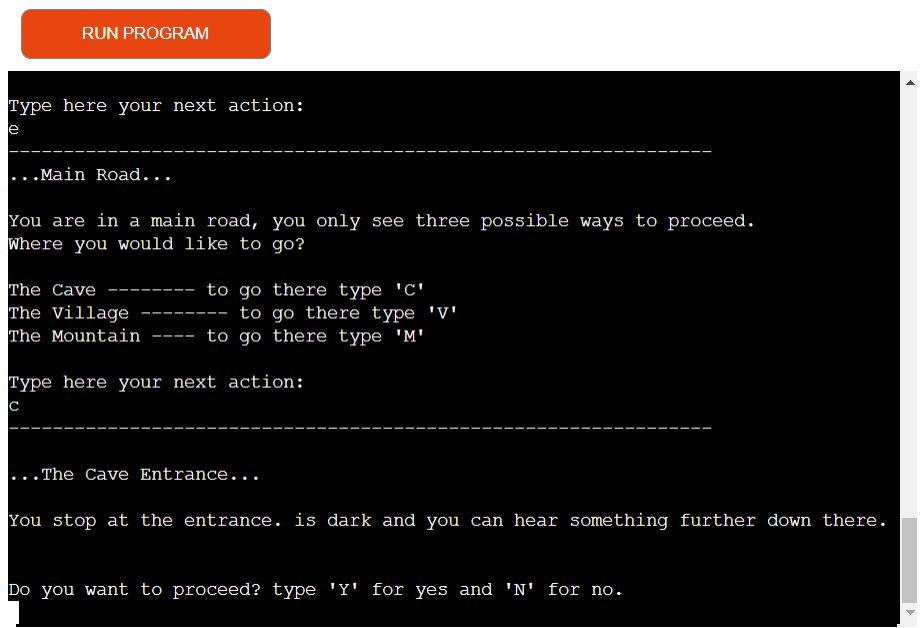 RUN PROGRAM
Type here your next action:
e
----------------------------------------------------------------
...Main Road...
You are in a main road, you only see three possible ways to proceed.
Where you would like to go?
The Cave -------- to go there type 'C'
The Village -------- to go there type 'V'
The Mountain ---- to go there type 'M'
Type here your next action:
c
----------------------------------------------------------------
...The Cave Entrance...
You stop at the entrance. is dark and you can hear something further down there.
Do you want to proceed? type 'Y' for yes and 'N' for no.